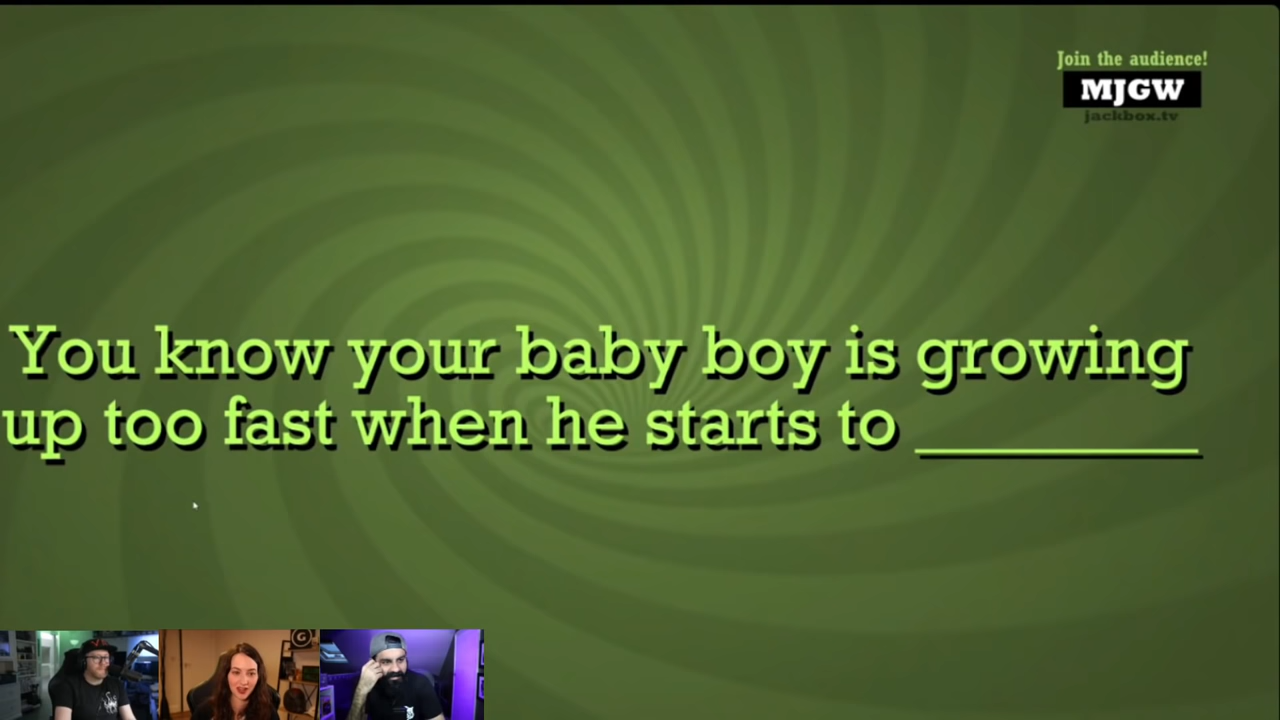 Join the audience!
MJGW
jackbox.tv
You know your baby boy is growing
up too fast when he starts to __________